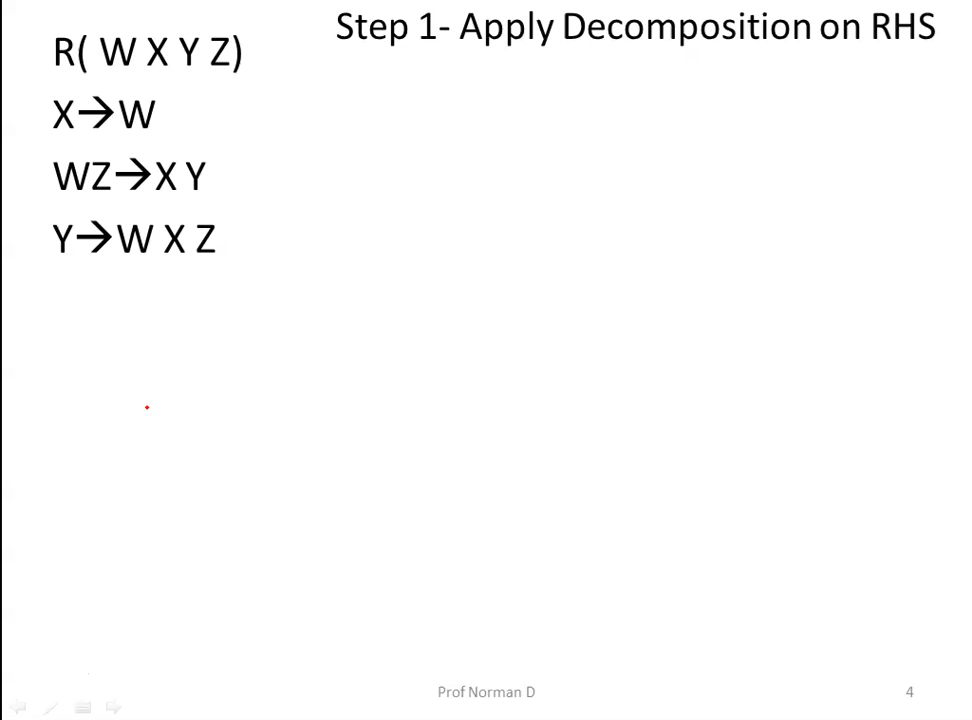 Step 1- Apply Decomposition on RHS
R( W X Y Z)
X→W
WZ→X Y
Y→W X Z
Prof Norman D
4